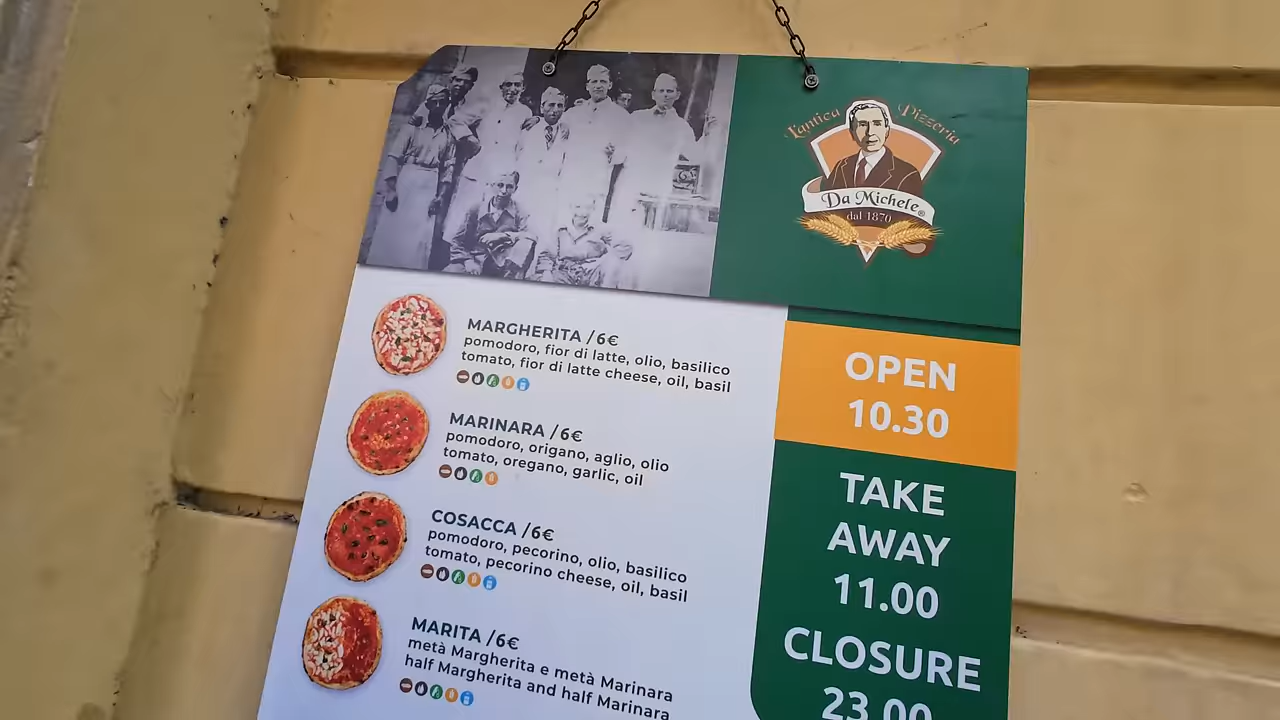 L'antica Pizzeria
Da Michele®
dal 1870
MARGHERITA /6€
pomodoro, fior di latte, olio, basilico
tomato, fior di latte cheese, oil, basil
MARINARA /6€
pomodoro, origano, aglio, olio
tomato, oregano, garlic, oil
COSACCA /6€
pomodoro, pecorino, olio, basilico
tomato, pecorino cheese, oil, basil
MARITA /6€
metà Margherita e metà Marinara
half Margherita and half Marinara
OPEN
10.30
TAKE
AWAY
11.00
CLOSURE
23.00